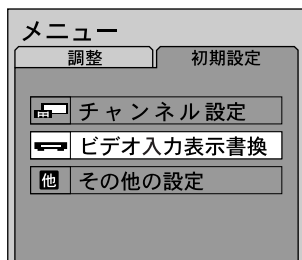 メニュー
調整 初期設定
チャンネル設定
ビデオ入力表示書換
他 その他の設定